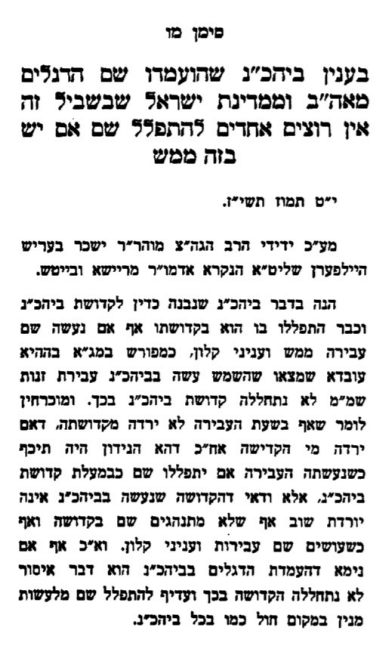 סימן מו
בענין ביהכ״נ שהועמדו שם הדגלים
מאה״ב וממדינת ישראל שבשביל זה
אין רוצים אחדים להתפלל שם אם יש
בזה ממש
י״ט תמוז תשי״ז.
מע״כ ידידי הרב הגה״צ מוהר״ר ישכר בעריש
היילפערן שליט״א הנקרא אדמו״ר מריישא ובייטש.
הנה בדבר ביהכ״נ שנבנה כדין לקדושת ביהכ״נ
וכבר התפללו בו הוא בקדושתו אף אם נעשה שם
עבירה ממש ועניני קלון, כמפורש במג״א בההיא
עובדא שמצאו שהשמש עשה בביהכ״נ עבירת זנות
שמ״מ לא נתחללה קדושת ביהכ״נ בכך. ומוכרחין
לומר שאף בשעת העבירה לא ירדה מקדושתה, דאם
ירדה מי הקדישה אח״כ דהא הנידון היה תיכף
כשנעשתה העבירה אם יתפללו שם כבמעלת קדושת
ביהכ״נ, אלא ודאי דהקדושה שנעשה בביהכ״נ אינה
יורדת שוב אף שלא מתנהגים שם בקדושה ואף
כשעושים שם עבירות ועניני קלון. וא״כ אף אם
נימא דהעמדת הדגלים בביהכ״נ הוא דבר איסור
לא נתחללה הקדושה בכך ועדיף להתפלל שם מלעשות
מנין במקום חול כמו בכל ביהכ״נ.